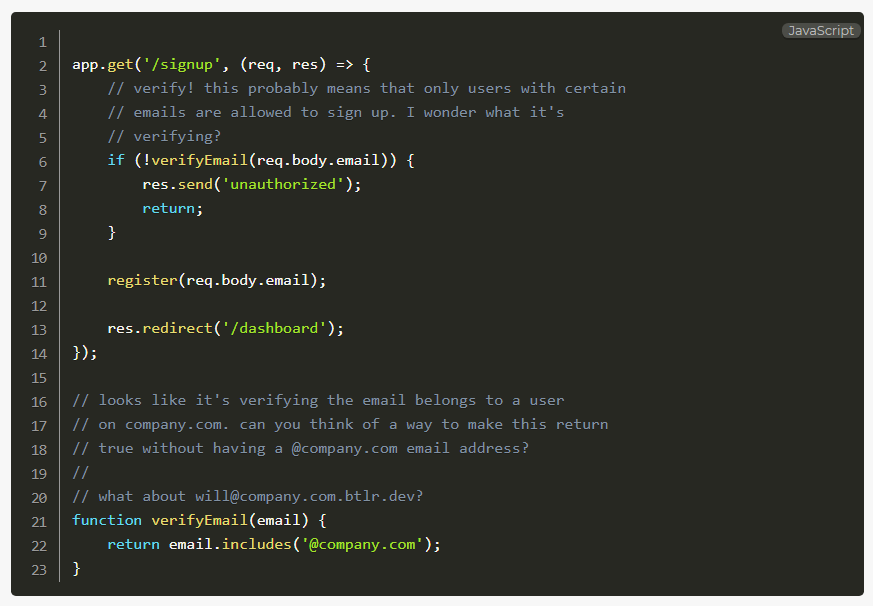 JavaScript
1
2 app.get('/signup', (req, res) => {
3     // verify! this probably means that only users with certain
4     // emails are allowed to sign up. I wonder what it's
5     // verifying?
6     if (!verifyEmail(req.body.email)) {
7         res.send('unauthorized');
8         return;
9     }
10
11     register(req.body.email);
12
13     res.redirect('/dashboard');
14 });
15
16 // looks like it's verifying the email belongs to a user
17 // on company.com. can you think of a way to make this return
18 // true without having a @company.com email address?
19 //
20 // what about will@company.com.btlr.dev?
21 function verifyEmail(email) {
22     return email.includes('@company.com');
23 }